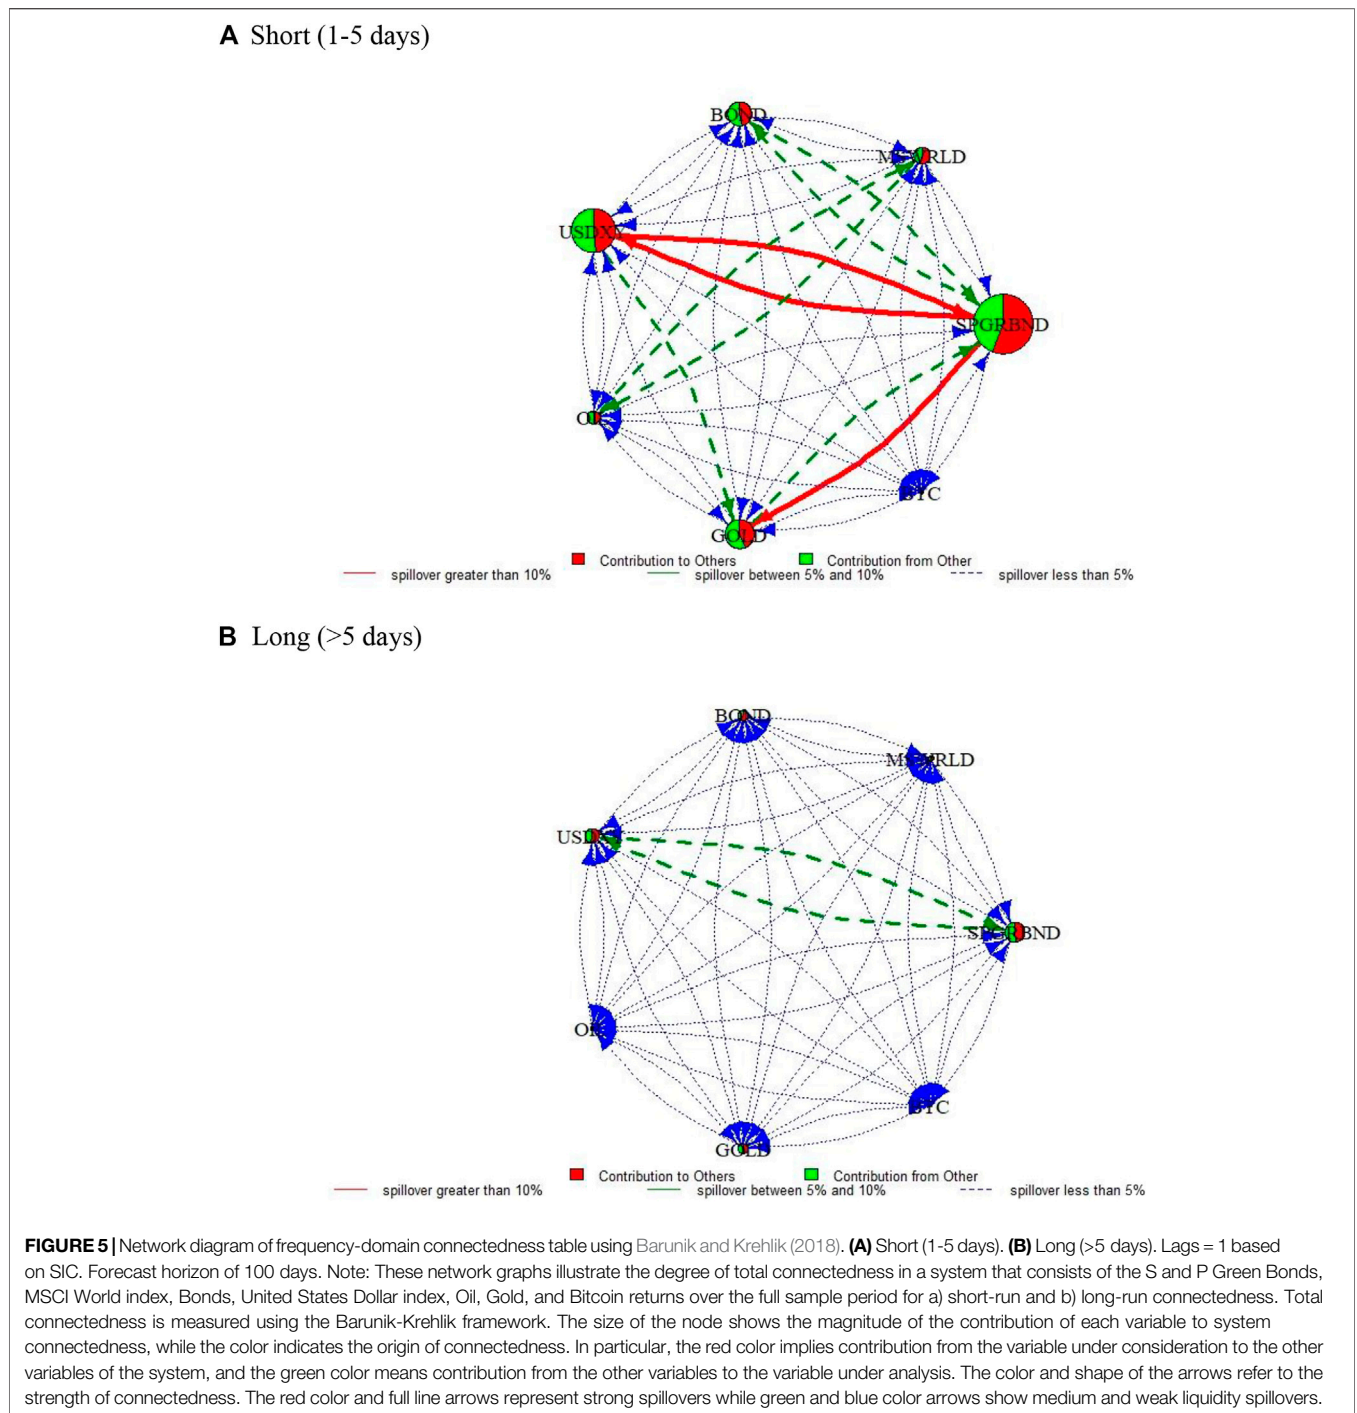 A Short (1-5 days)
BOND
USDXY
SPGRBND
GOLD
Contribution to Others
Contribution from Other
spillover greater than 10%
spillover between 5% and 10%
spillover less than 5%
B Long (>5 days)
BOND
SPGRBND
GOLD
Contribution to Others
Contribution from Other
spillover greater than 10%
spillover between 5% and 10%
spillover less than 5%
FIGURE 5 | Network diagram of frequency-domain connectedness table using Barunik and Krehlik (2018). (A) Short (1-5 days). (B) Long (>5 days). Lags = 1 based
on SIC. Forecast horizon of 100 days. Note: These network graphs illustrate the degree of total connectedness in a system that consists of the S and P Green Bonds,
MSCI World index, Bonds, United States Dollar index, Oil, Gold, and Bitcoin returns over the full sample period for a) short-run and b) long-run connectedness. Total
connectedness is measured using the Barunik-Krehlik framework. The size of the node shows the magnitude of the contribution of each variable to system
connectedness, while the color indicates the origin of connectedness. In particular, the red color implies contribution from the variable under consideration to the other
variables of the system, and the green color means contribution from the other variables to the variable under analysis. The color and shape of the arrows refer to the
strength of connectedness. The red color and full line arrows represent strong spillovers while green and blue color arrows show medium and weak liquidity spillovers.